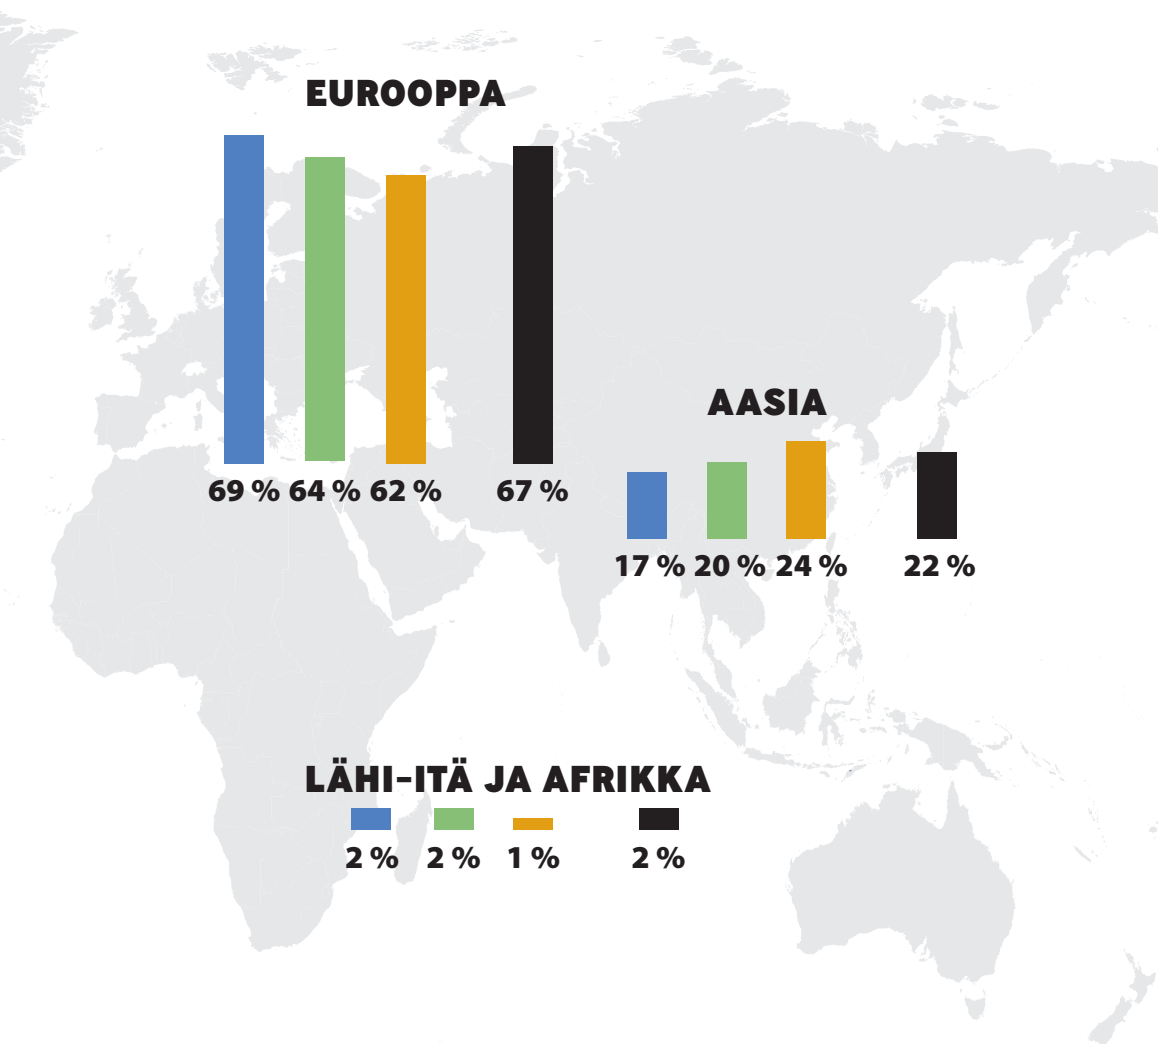 EUROOPPA
69 % 64 % 62 % 67 %
AASIA
17 % 20 % 24 % 22 %
LÄHI-ITÄ JA AFRIKKA
2 % 2 % 1 % 2 %